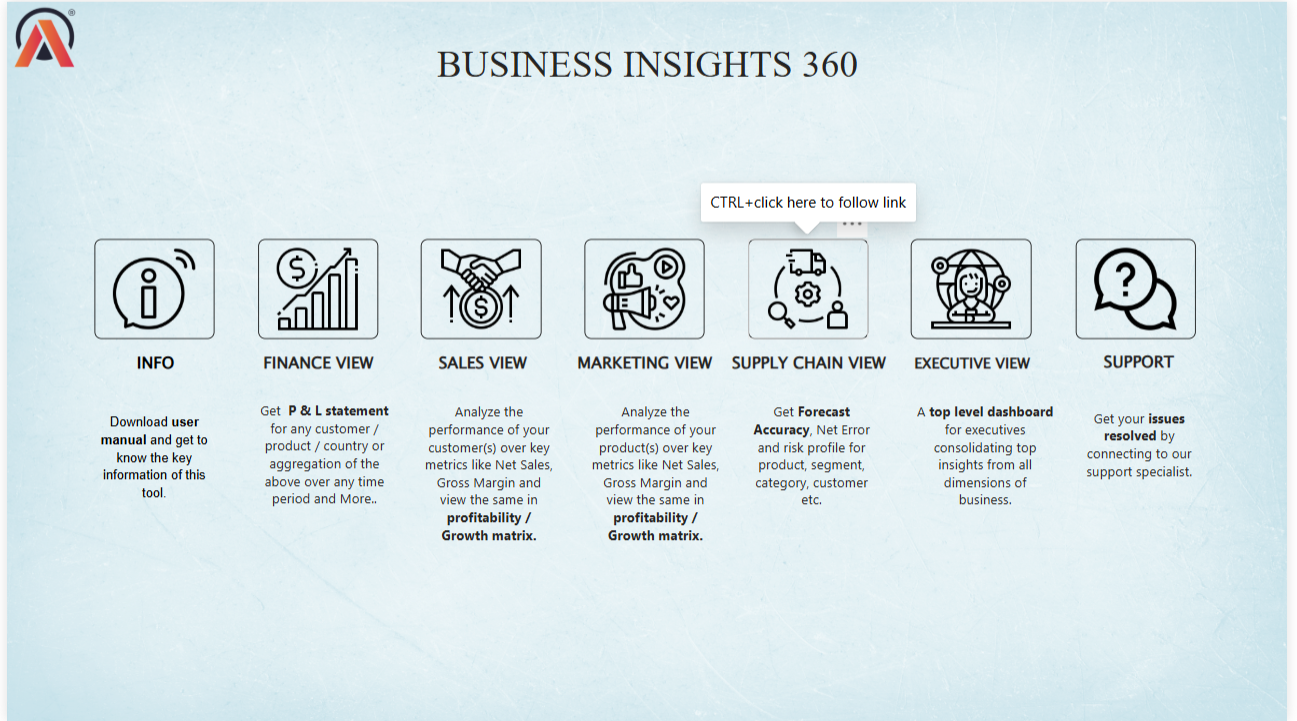 ®
BUSINESS INSIGHTS 360
CTRL+click here to follow link
INFO
Download user
manual and get to
know the key
information of this
tool.
FINANCE VIEW
Get P & L statement
for any customer /
product / country or
aggregation of the
above over any time
period and More..
SALES VIEW
Analyze the
performance of your
customer(s) over key
metrics like Net Sales,
Gross Margin and
view the same in
profitability /
Growth matrix.
MARKETING VIEW
Analyze the
performance of your
product(s) over key
metrics like Net Sales,
Gross Margin and
view the same in
profitability /
Growth matrix.
SUPPLY CHAIN VIEW
Get Forecast
Accuracy, Net Error
and risk profile for
product, segment,
category, customer
etc.
EXECUTIVE VIEW
A top level dashboard
for executives
consolidating top
insights from all
dimensions of
business.
SUPPORT
Get your issues
resolved by
connecting to our
support specialist.